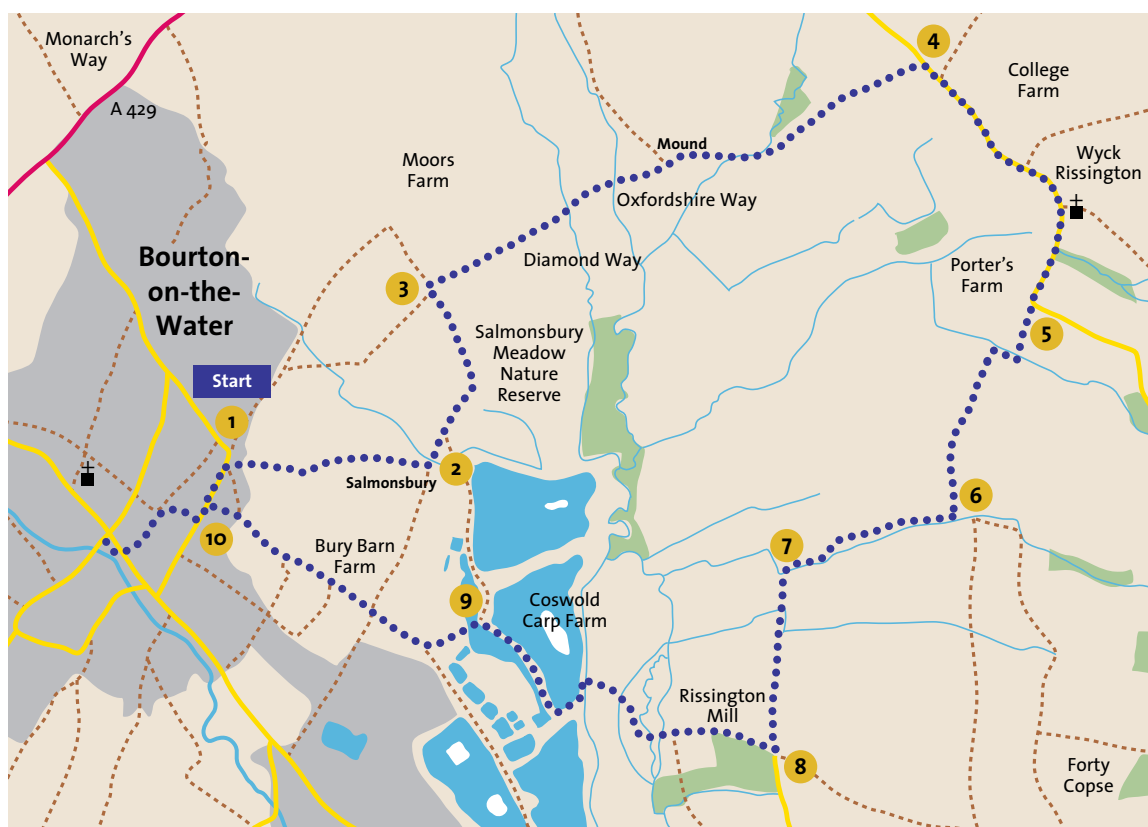 Monarch's
Way
A 429
4
College
Farm
Mound
Wyck
Rissington
Moors
Farm
Oxfordshire Way
Bourton-
on-the-
Water
Diamond Way
3
Porter's
Farm
5
Salmonsbury
Meadow
Nature
Reserve
Start
1
2
Salmonsbury
6
10
7
Bury Barn
Farm
9
Coswold
Carp Farm
Rissington
Mill
8
Forty
Copse